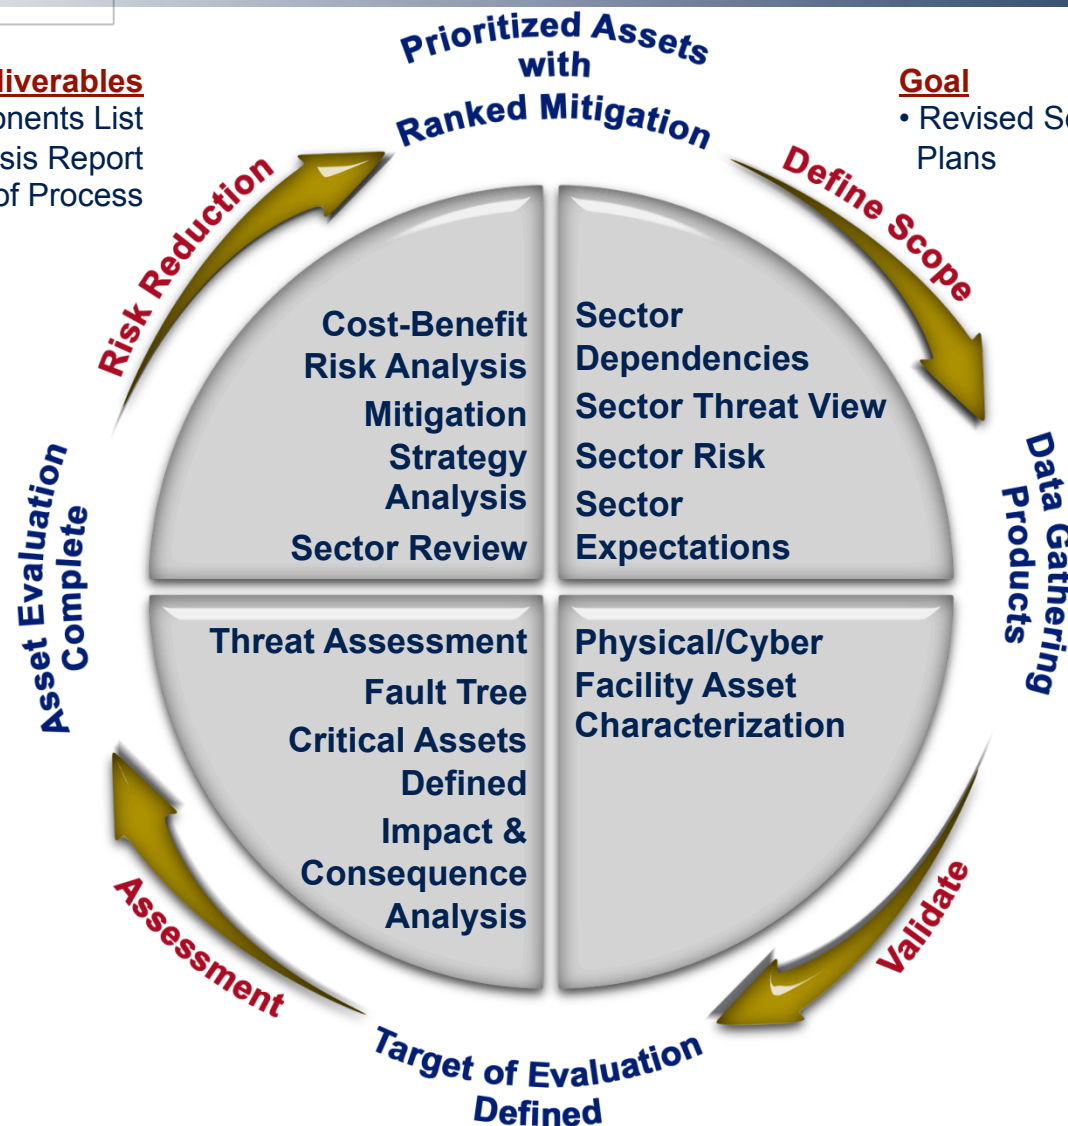 Prioritized Assets
with
Ranked Mitigation
liverables
onents List
sis Report
of Process
Goal
• Revised Se
Plans
Risk Reduction
Define Scope
Cost-Benefit
Risk Analysis
Mitigation
Strategy
Analysis
Sector Review
Sector
Dependencies
Sector Threat View
Sector Risk
Sector
Expectations
Asset Evaluation
Complete
Data Gathering
Products
Threat Assessment
Fault Tree
Critical Assets
Defined
Impact &
Consequence
Analysis
Physical/Cyber
Facility Asset
Characterization
Assessment
Validate
Target of Evaluation
Defined